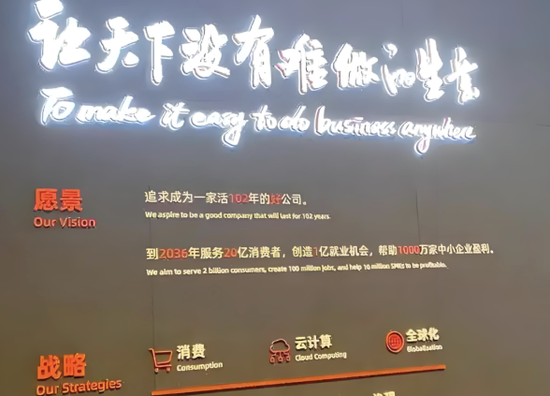 让天下没有难做的生意
To make it easy to do business anywhere
愿景
Our Vision
追求成为一家活102年的好公司。
We aspire to be a good company that will last for 102 years.
到2036年服务20亿消费者，创造1亿就业机会，帮助1000万家中小企业盈利。
We aim to serve 2 billion consumers, create 100 million jobs, and help 10 million SMEs to be profitable.
战略
Our Strategies
消费
Consumption
云计算
Cloud Computing
全球化
Globalization